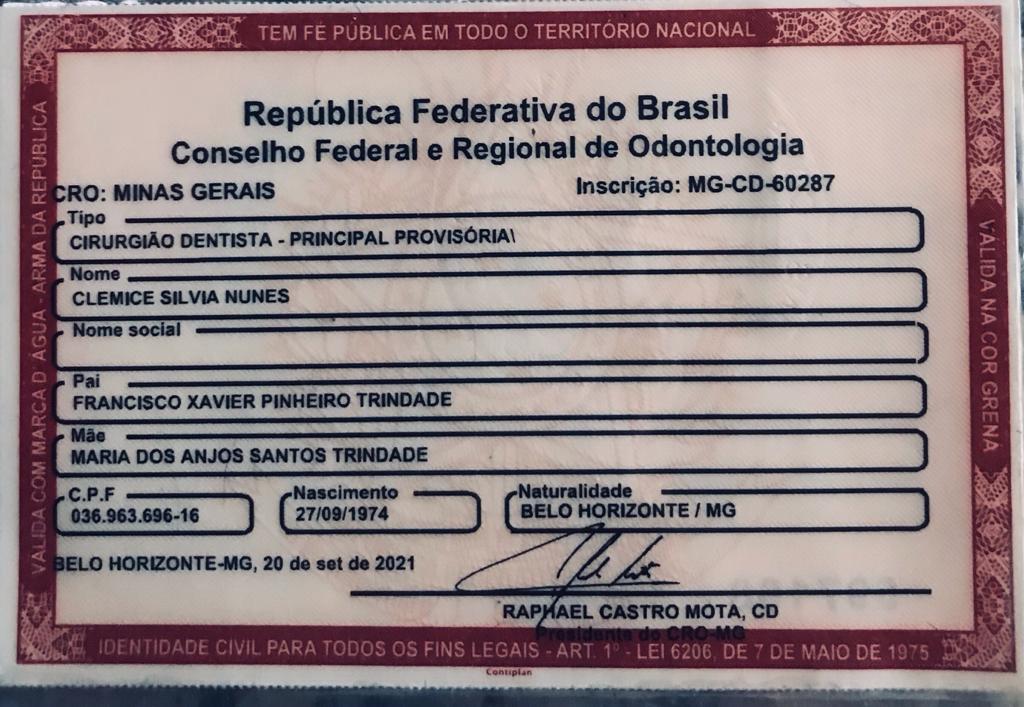 TEM FÉ PÚBLICA EM TODO O TERRITÓRIO NACIONAL
República Federativa do Brasil
Conselho Federal e Regional de Odontologia
CRO: MINAS GERAIS
Inscrição: MG-CD-60287
Tipo
CIRURGIÃO DENTISTA - PRINCIPAL PROVISÓRIA\
Nome
CLEMICE SILVIA NUNES
Nome social
Pai
FRANCISCO XAVIER PINHEIRO TRINDADE
Mãe
MARIA DOS ANJOS SANTOS TRINDADE
C.P.F
036.963.696-16
Nascimento
27/09/1974
Naturalidade
BELO HORIZONTE / MG
BELO HORIZONTE-MG, 20 de set de 2021
RAPHAEL CASTRO MOTA, CD
Presidente do CRO-MG
IDENTIDADE CIVIL PARA TODOS OS FINS LEGAIS - ART. 1º - LEI 6206, DE 7 DE MAIO DE 1975
Contiplan
VÁLIDA COM MARCA D'ÁGUA - ARMA DA REPÚBLICA
VÁLIDA NA COR GRENÁ